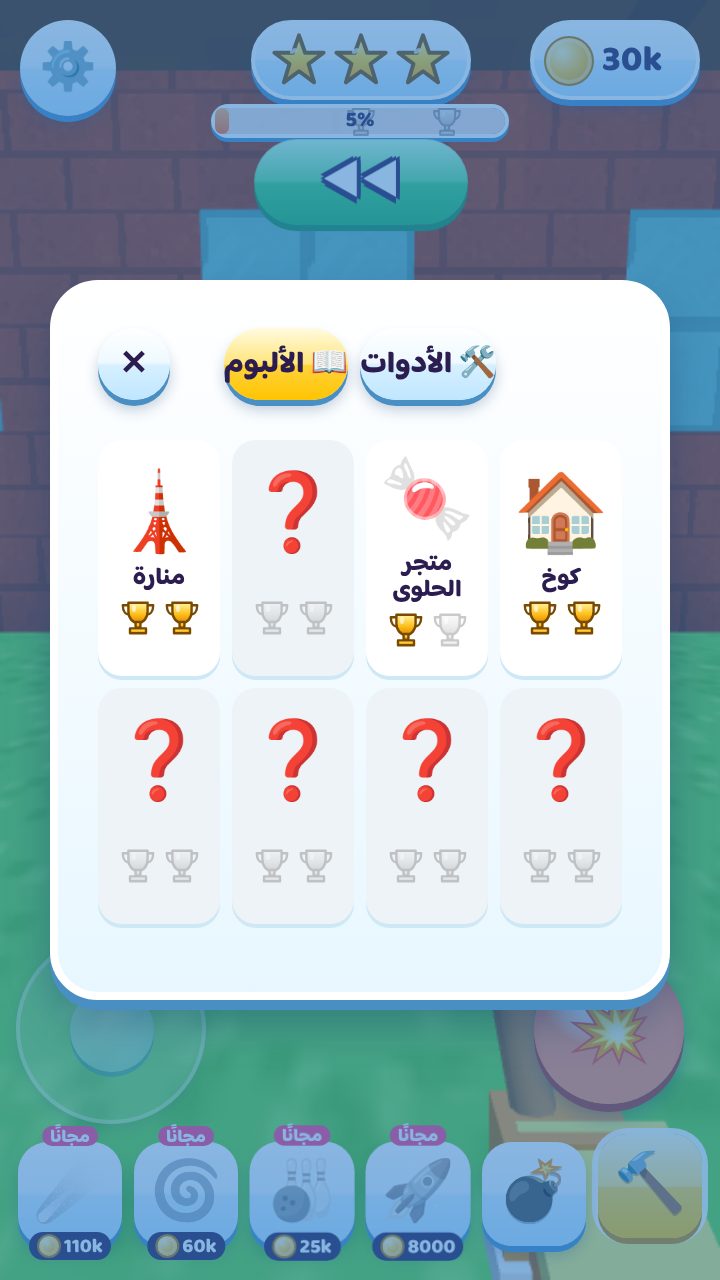 30k
5%
الأدوات
الألبوم
✕
كوخ
متجر
الحلوى
منارة
مجانًا
مجانًا
مجانًا
مجانًا
8000
25k
60k
110k